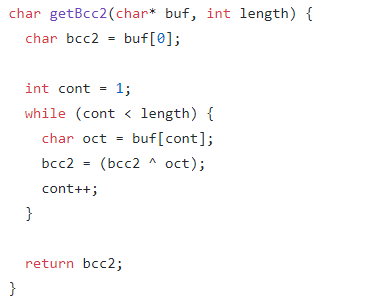 char getBcc2(char* buf, int length) {
  char bcc2 = buf[0];

  int cont = 1;
  while (cont < length) {
    char oct = buf[cont];
    bcc2 = (bcc2 ^ oct);
    cont++;
  }

  return bcc2;
}